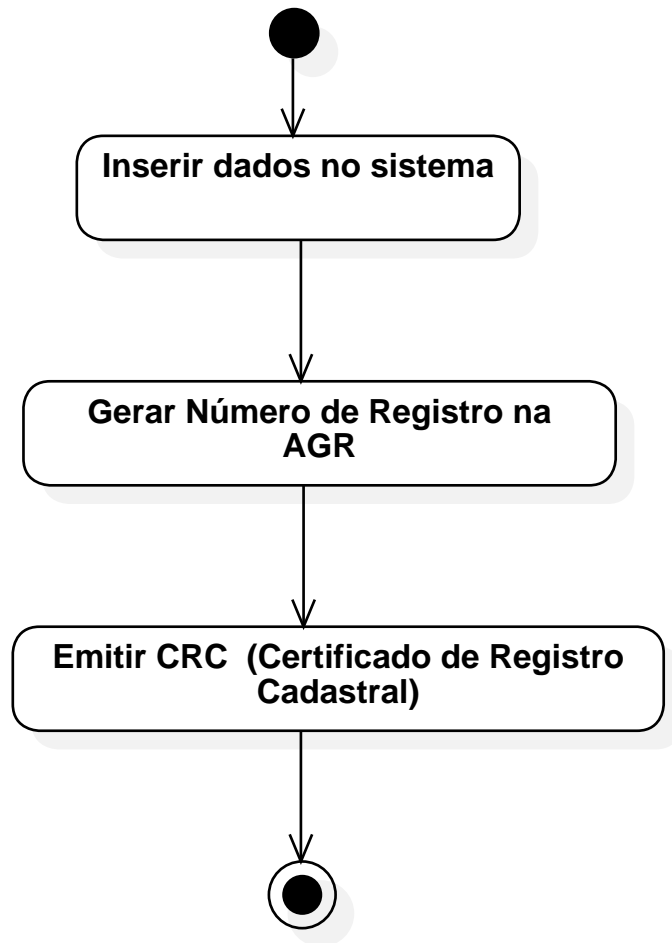 Inserir dados no sistema
Gerar Número de Registro na
AGR
Emitir CRC  (Certificado de Registro
Cadastral)